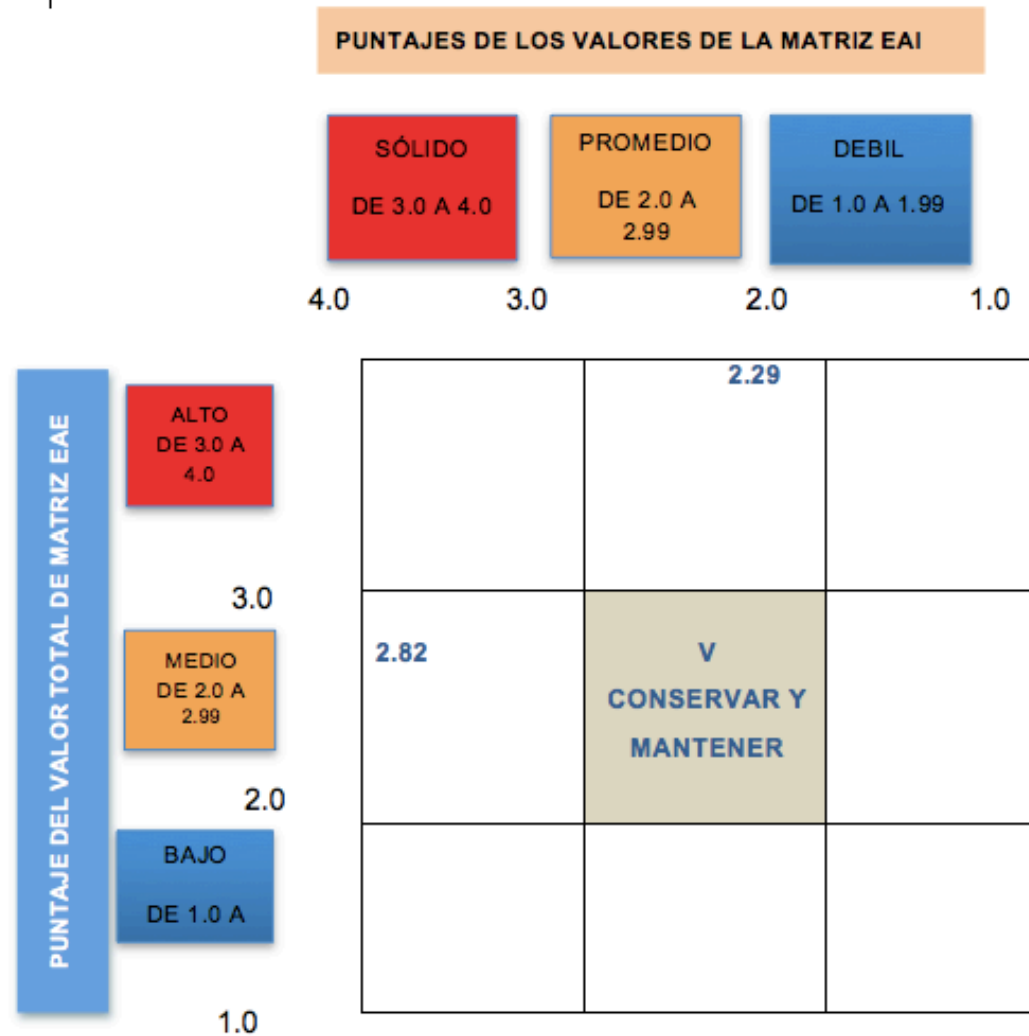 PUNTAJES DE LOS VALORES DE LA MATRIZ EAI
SÓLIDO
DE 3.0 A 4.0
PROMEDIO
DE 2.0 A
2.99
DEBIL
DE 1.0 A 1.99
4.0
3.0
2.0
1.0
PUNTAJE DEL VALOR TOTAL DE MATRIZ EAE
ALTO
DE 3.0 A
4.0
3.0
MEDIO
DE 2.0 A
2.99
2.0
BAJO
DE 1.0 A
1.0
2.29
2.82
V
CONSERVAR Y
MANTENER